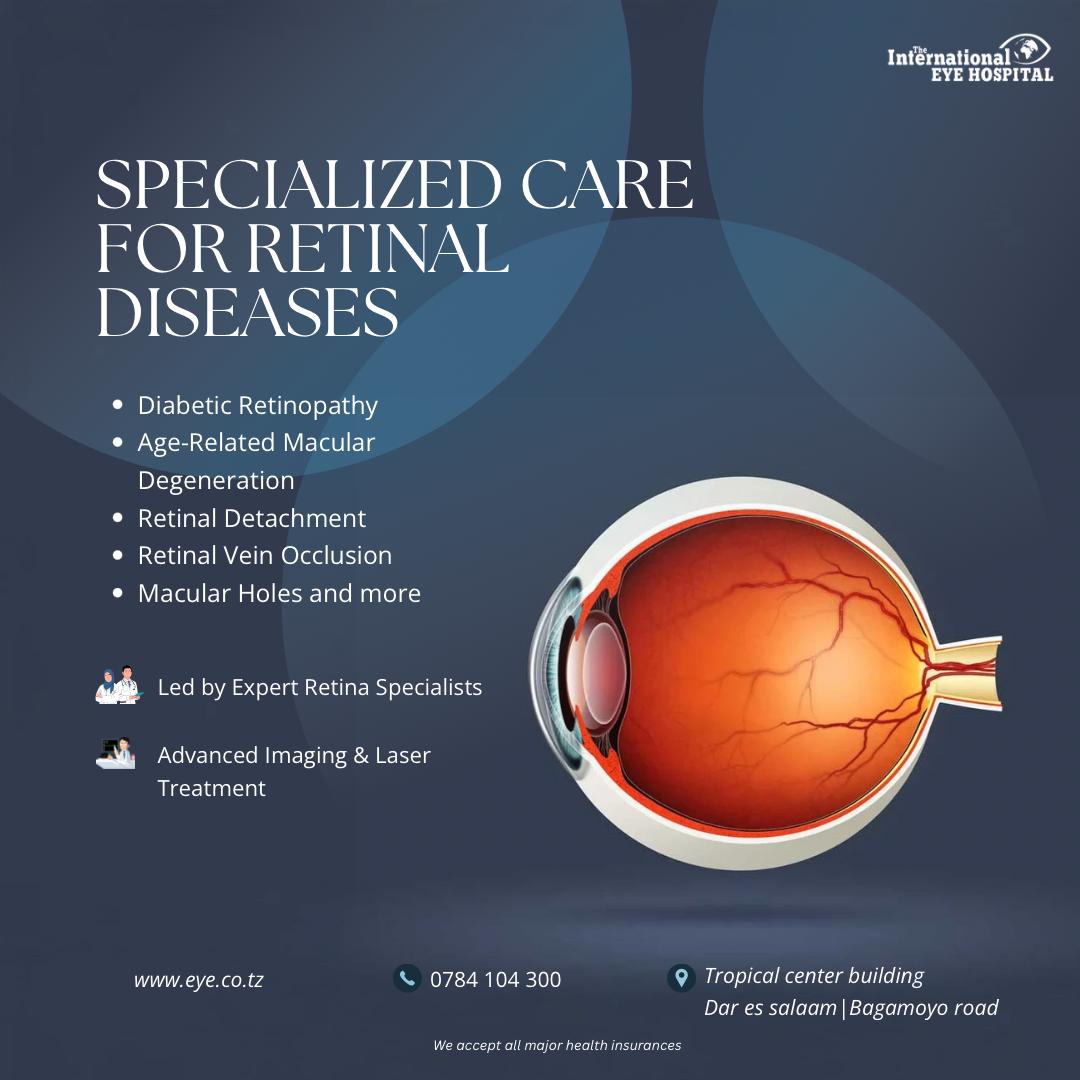 The
International
EYE HOSPITAL
SPECIALIZED CARE
FOR RETINAL
DISEASES
• Diabetic Retinopathy
• Age-Related Macular
Degeneration
• Retinal Detachment
• Retinal Vein Occlusion
• Macular Holes and more
Led by Expert Retina Specialists
Advanced Imaging & Laser
Treatment
www.eye.co.tz
0784 104 300
Tropical center building
Dar es salaam|Bagamoyo road
We accept all major health insurances